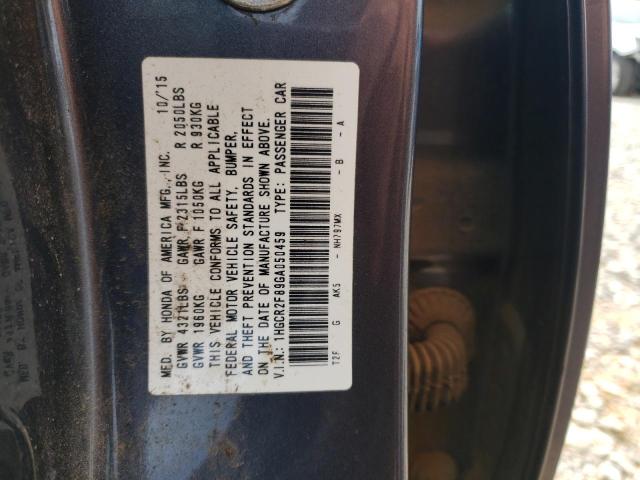 MFD. BY HONDA OF AMERICA MFG., INC. 10/'15
GVWR 4321LBS GAWR F 2315LBS R 2050LBS
GVWR 1960KG GAWR F 1050KG R 930KG
THIS VEHICLE CONFORMS TO ALL APPLICABLE
FEDERAL MOTOR VEHICLE SAFETY, BUMPER,
AND THEFT PREVENTION STANDARDS IN EFFECT
ON THE DATE OF MANUFACTURE SHOWN ABOVE.
V.I.N.: 1HGCR2F89GA050459 TYPE: PASSENGER CAR
T2F G AK5 - NH797MX - B - A